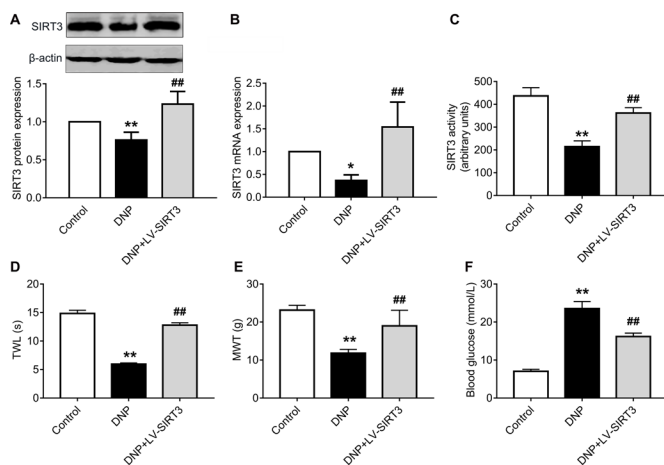 A
SIRT3
β-actin
SIRT3 protein expression
1.5
1.0
0.5
0.0
**
##
Control
DNP
DNP+LV-SIRT3
B
SIRT3 mRNA expression
2.5
2.0
1.5
1.0
0.5
0.0
*
##
Control
DNP
DNP+LV-SIRT3
C
SIRT3 activity
(arbitrary units)
500
400
300
200
100
0
**
##
Control
DNP
DNP+LV-SIRT3
D
TWL (s)
20
15
10
5
0
**
##
Control
DNP
DNP+LV-SIRT3
E
MWT (g)
30
20
10
0
**
##
Control
DNP
DNP+LV-SIRT3
F
Blood glucose (mmol/L)
30
20
10
0
**
##
Control
DNP
DNP+LV-SIRT3